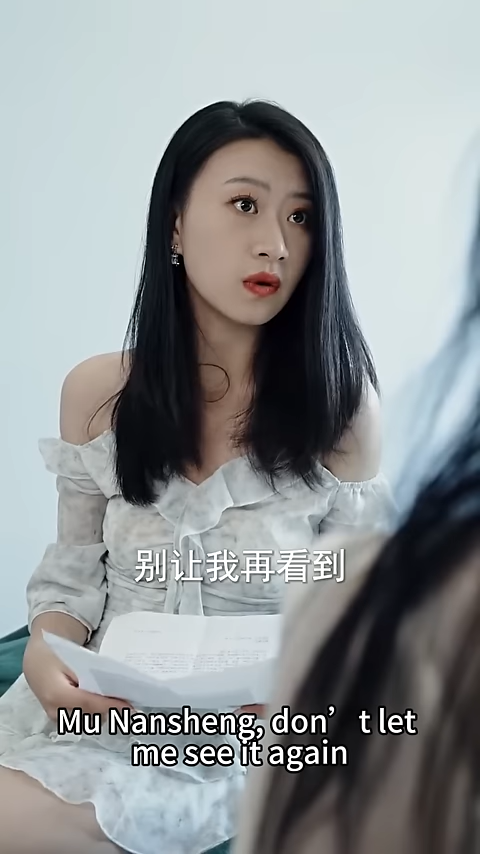 别让我再看到
Mu Nansheng, don't let
me see it again